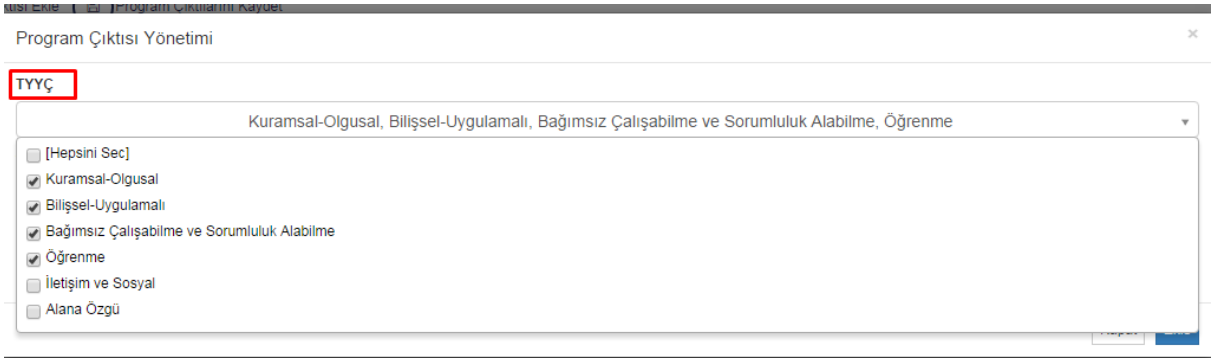 Program Çıktılarını Kaydet
Program Çıktısı Yönetimi
×
TYYÇ
Kuramsal-Olgusal, Bilişsel-Uygulamalı, Bağımsız Çalışabilme ve Sorumluluk Alabilme, Öğrenme
[Hepsini Sec]
Kuramsal-Olgusal
Bilişsel-Uygulamalı
Bağımsız Çalışabilme ve Sorumluluk Alabilme
Öğrenme
İletişim ve Sosyal
Alana Özgü